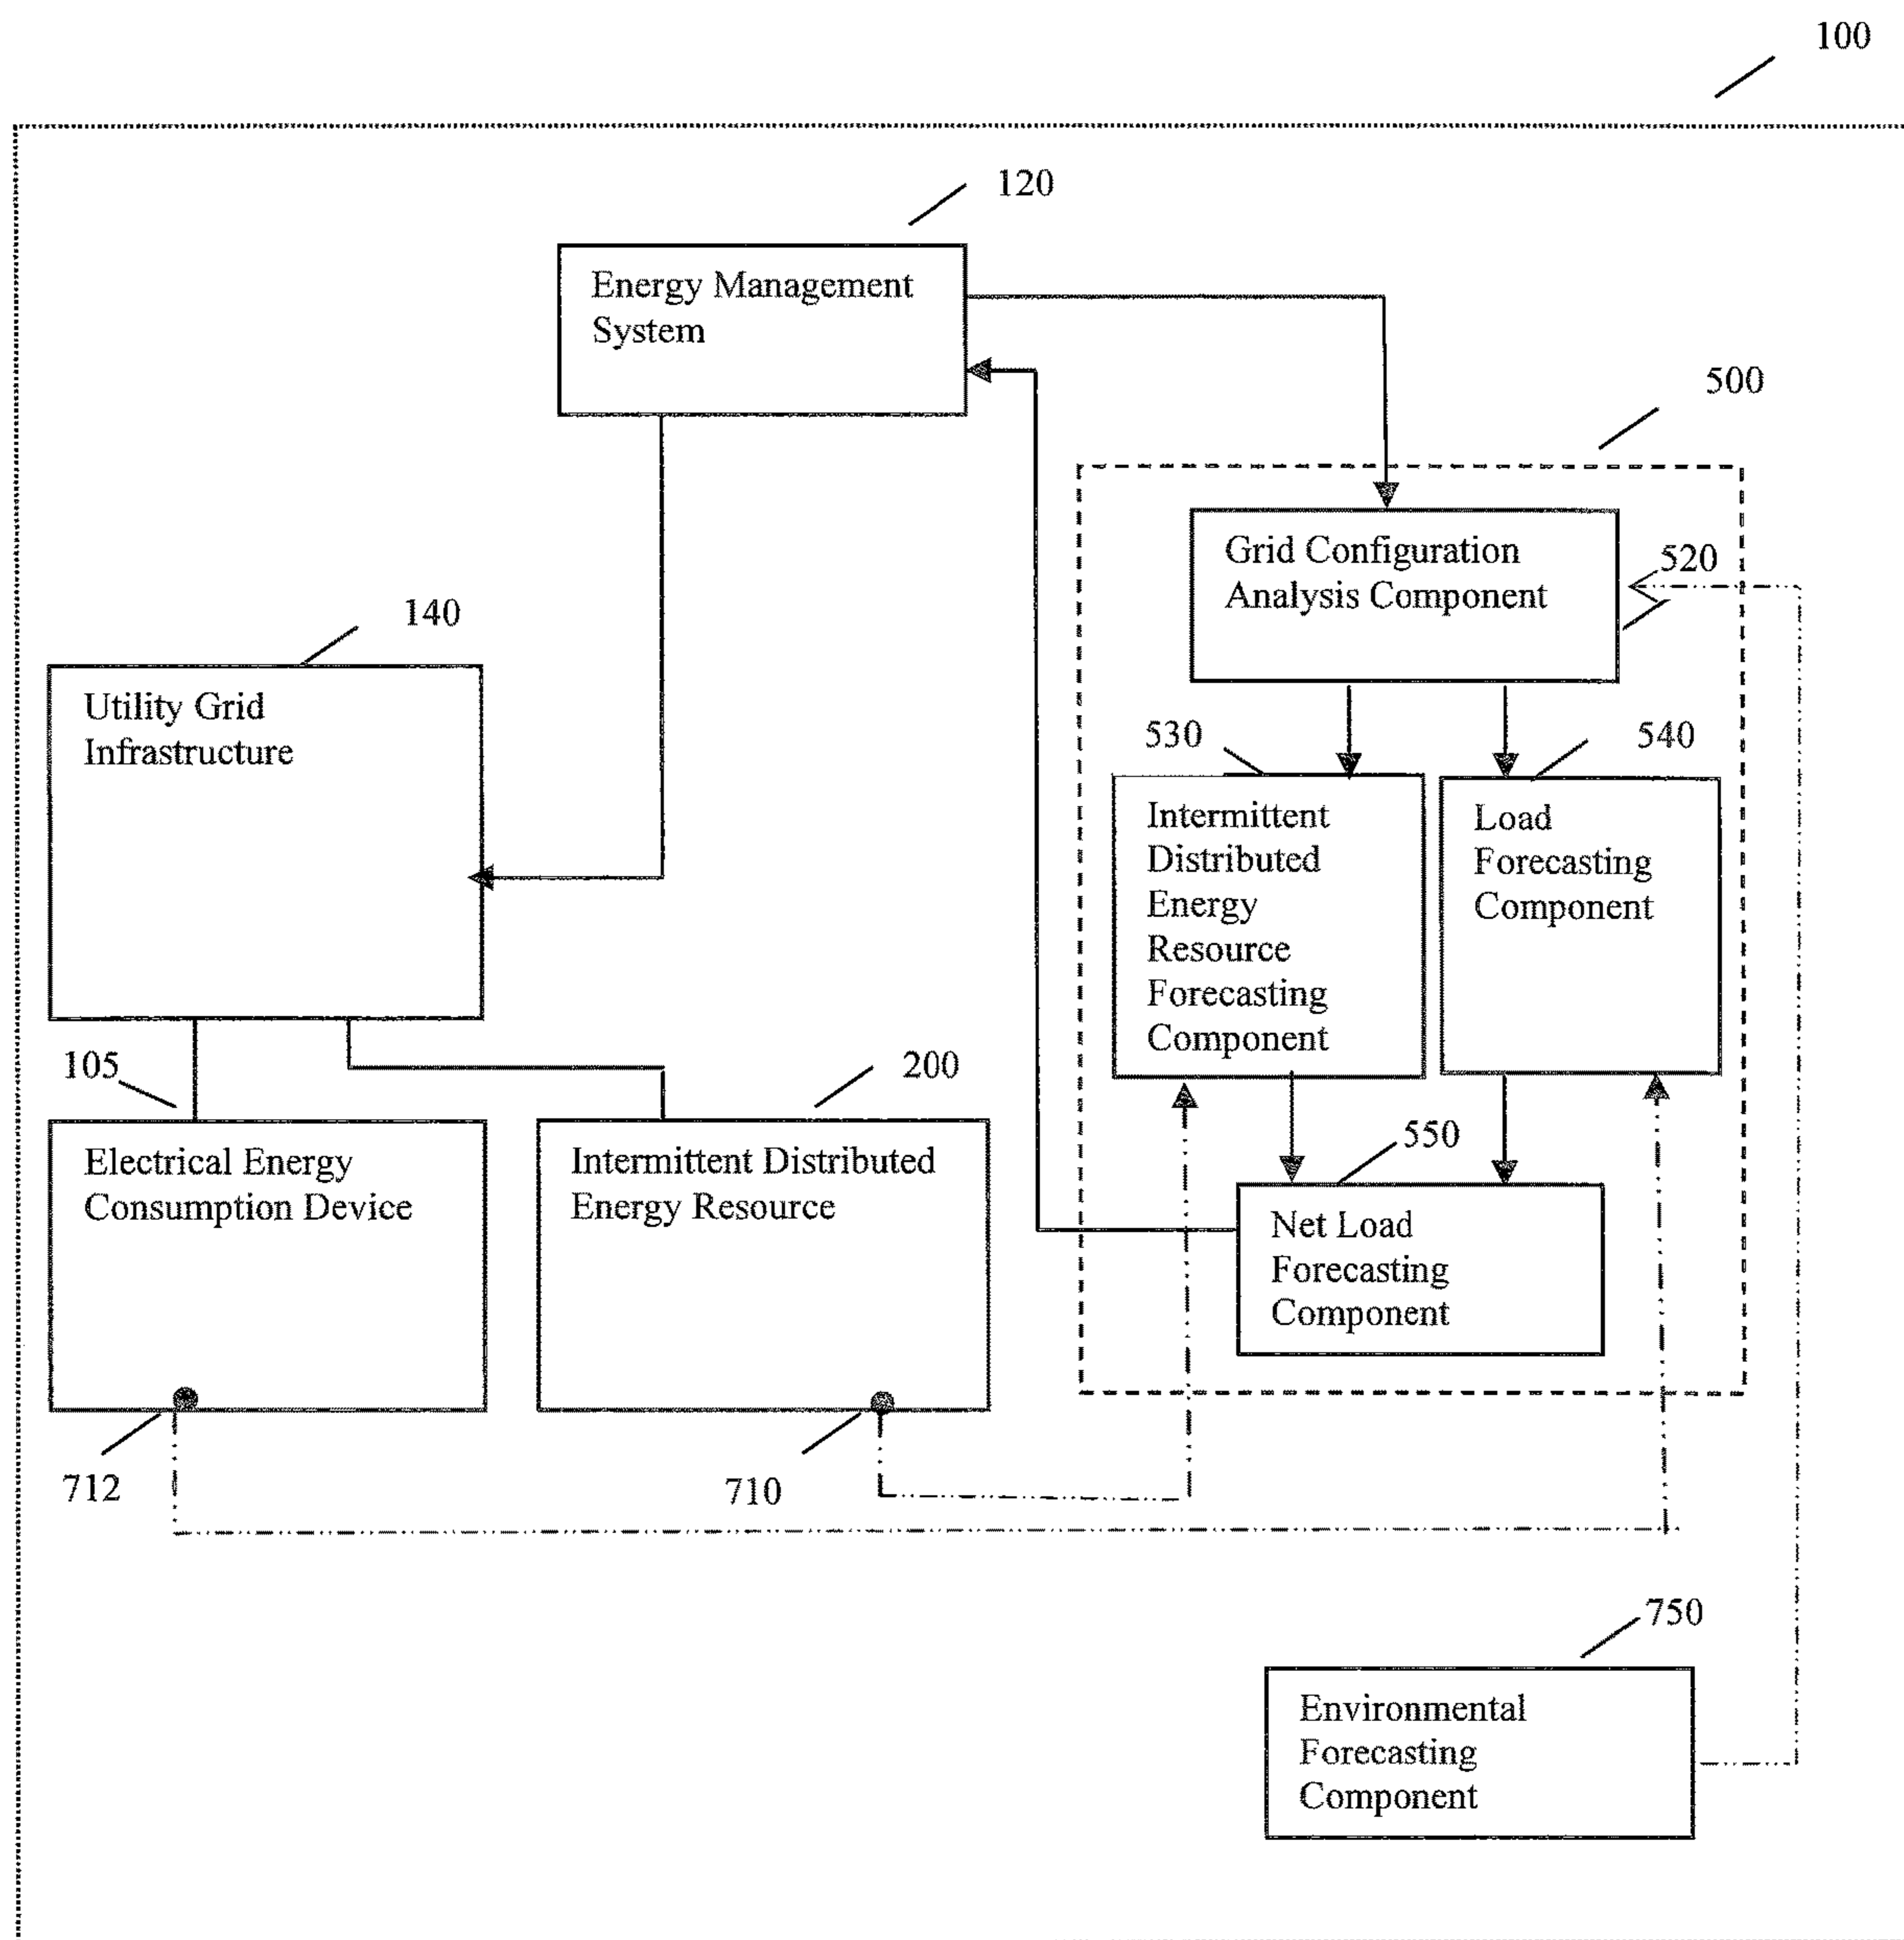 100
120
Energy Management
System
500
Grid Configuration
Analysis Component
520
140
Utility Grid
Infrastructure
530
540
Intermittent
Distributed
Energy
Resource
Forecasting
Component
Load
Forecasting
Component
105
200
Electrical Energy
Consumption Device
Intermittent Distributed
Energy Resource
550
Net Load
Forecasting
Component
712
710
750
Environmental
Forecasting
Component